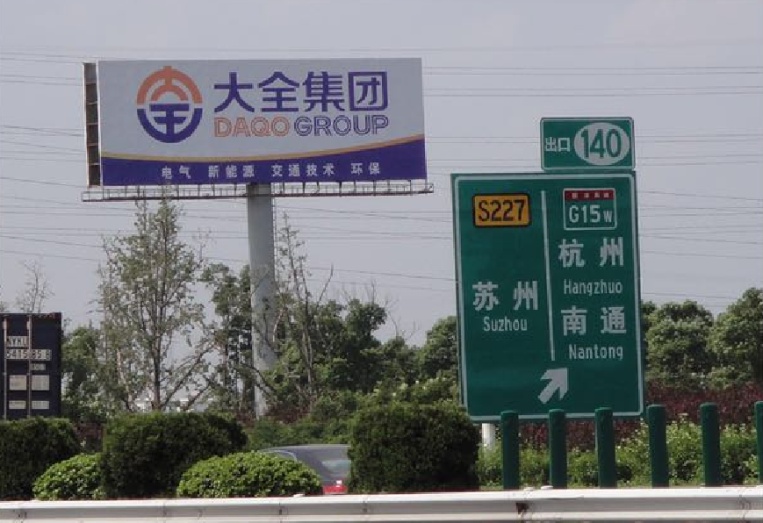 大全集团
DAQO GROUP
电气 新能源 交通技术 环保
出口 140
S227
苏州
Suzhou
G15W
杭州
Hangzhuo
南通
Nantong